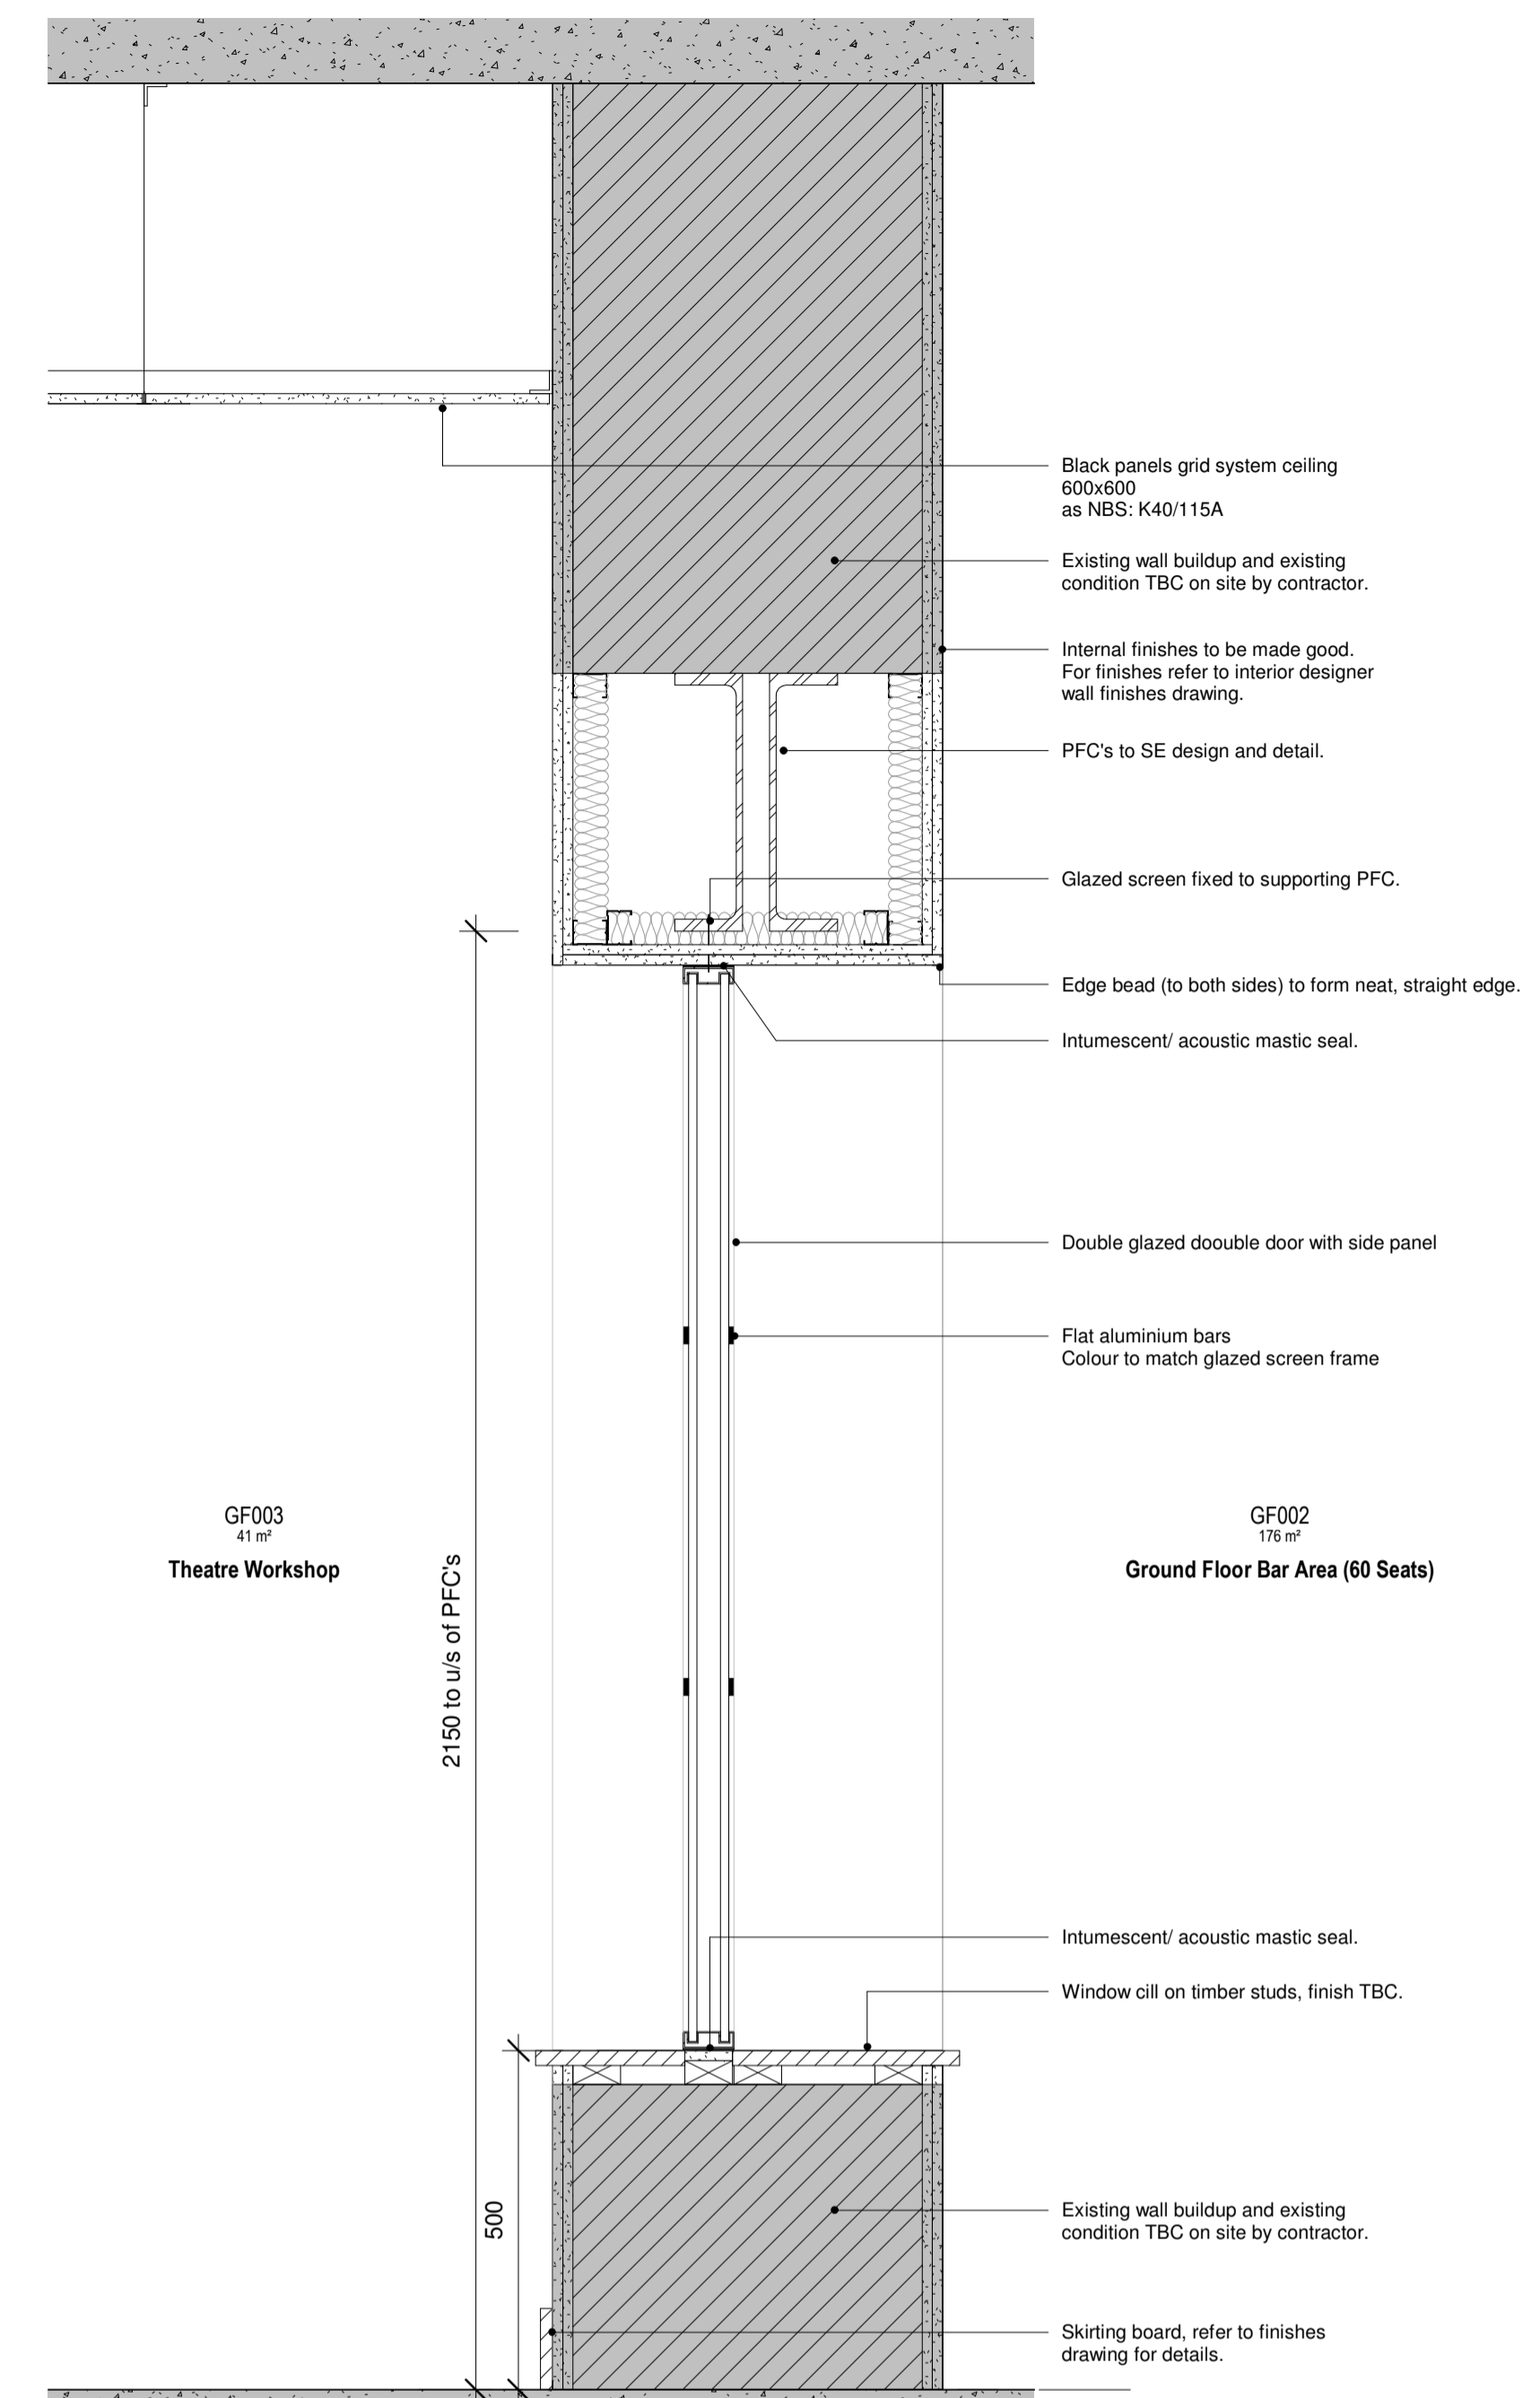 Black panels grid system ceiling
600x600
as NBS: K40/115A
Existing wall buildup and existing
condition TBC on site by contractor.
Internal finishes to be made good.
For finishes refer to interior designer
wall finishes drawing.
PFC's to SE design and detail.
Glazed screen fixed to supporting PFC.
Edge bead (to both sides) to form neat, straight edge.
Intumescent/ acoustic mastic seal.
Double glazed doouble door with side panel
Flat aluminium bars
Colour to match glazed screen frame
GF003
41 m²
Theatre Workshop
2150 to u/s of PFC's
GF002
176 m²
Ground Floor Bar Area (60 Seats)
Intumescent/ acoustic mastic seal.
Window cill on timber studs, finish TBC.
500
Existing wall buildup and existing
condition TBC on site by contractor.
Skirting board, refer to finishes
drawing for details.